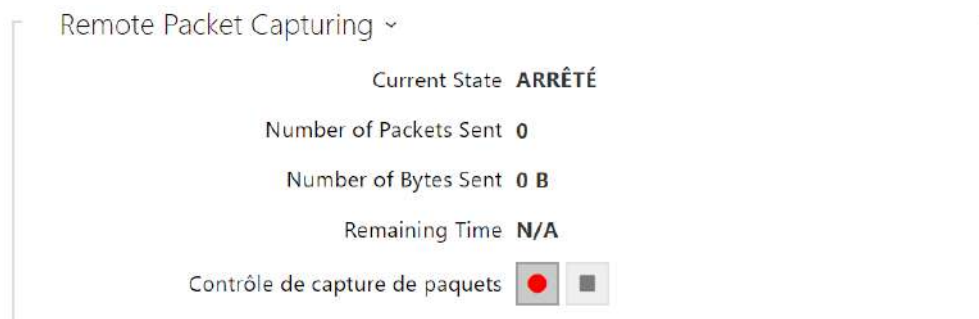 Remote Packet Capturing
Current State ARRÊTÉ
Number of Packets Sent 0
Number of Bytes Sent 0 B
Remaining Time N/A
Contrôle de capture de paquets